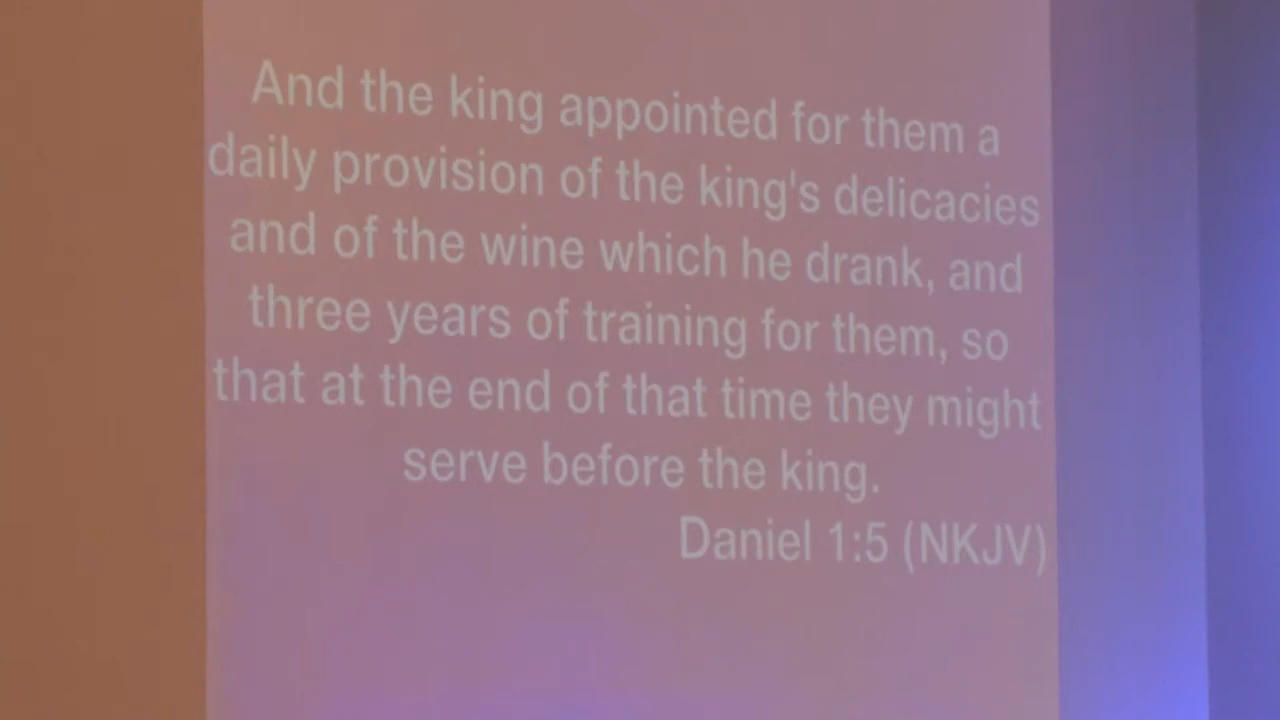 And the king appointed for them a
daily provision of the king's delicacies
and of the wine which he drank, and
three years of training for them, so
that at the end of that time they might
serve before the king.
Daniel 1:5 (NKJV)